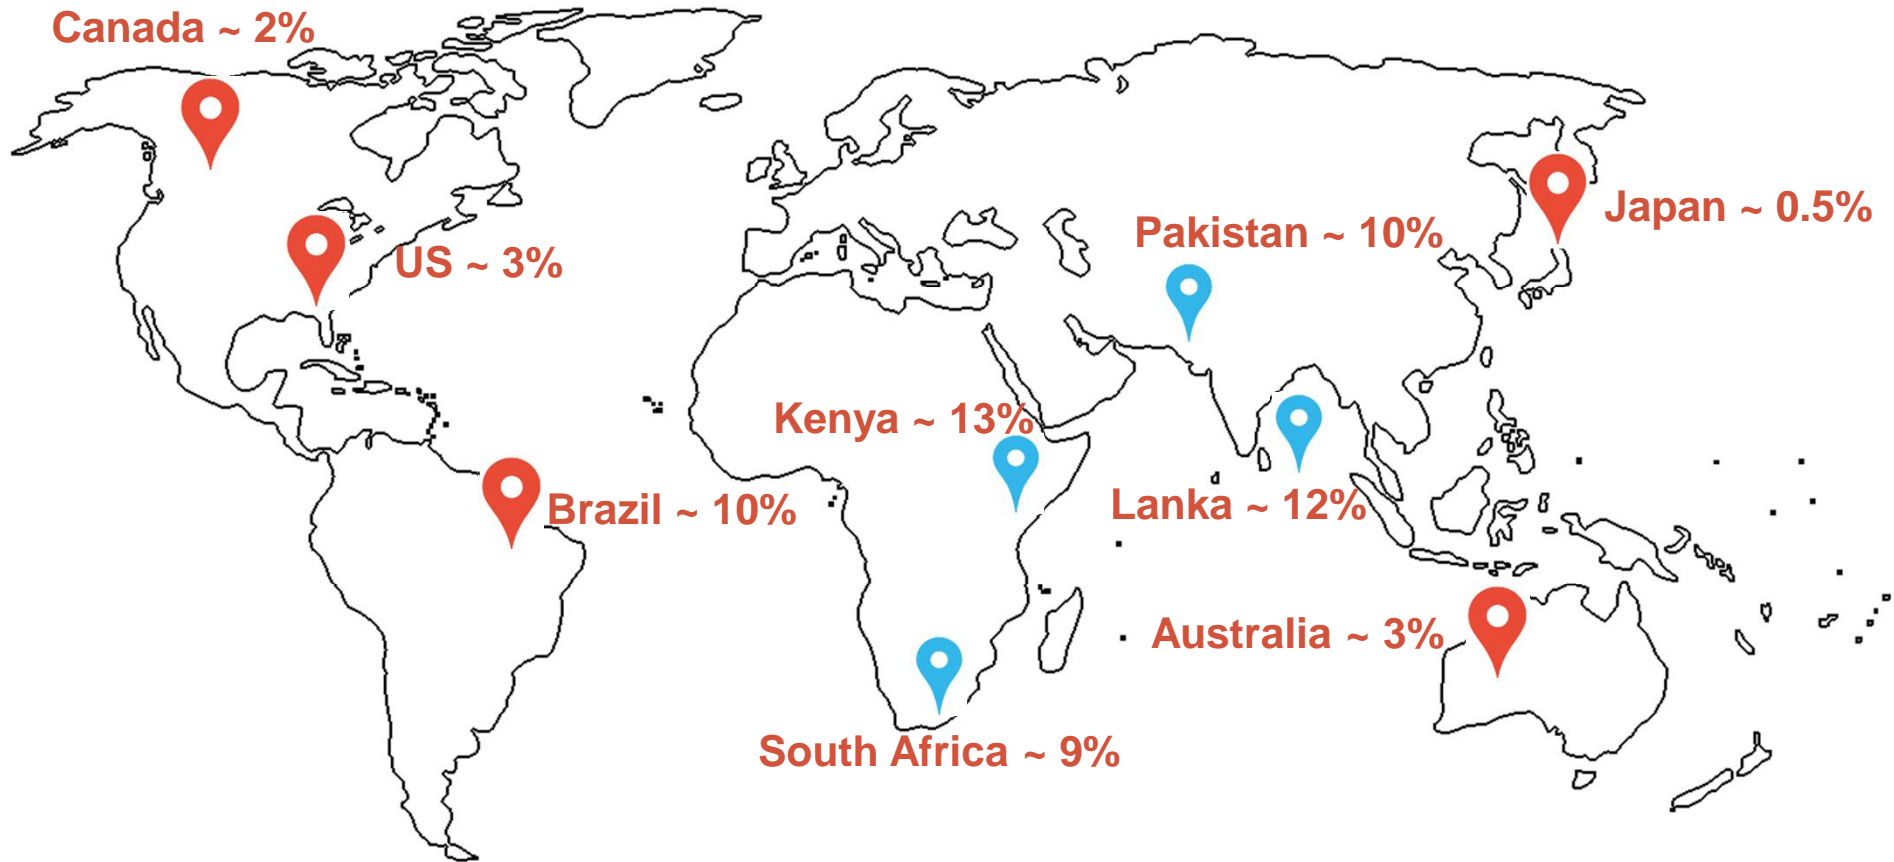 Canada ~ 2%
Japan ~ 0.5%
Pakistan ~ 10%
US ~ 3%
Kenya ~ 13%
Lanka ~ 12%
Brazil ~ 10%
Australia ~ 3%
South Africa ~ 9%